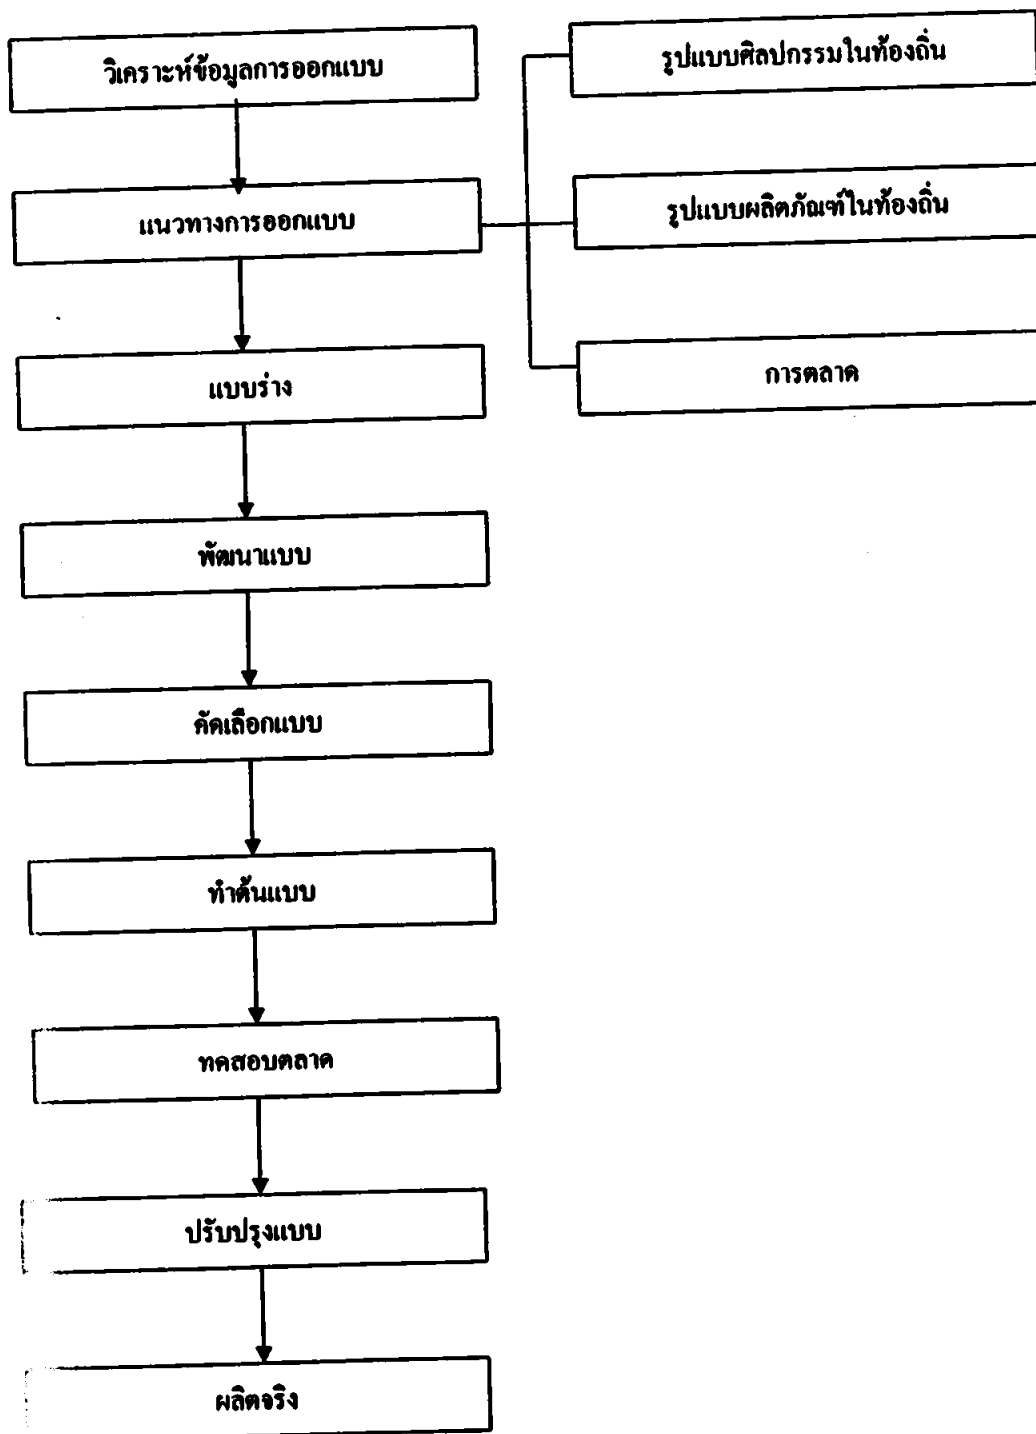 วิเคราะห์ข้อมูลการออกแบบ
รูปแบบศิลปกรรมในท้องถิ่น
แนวทางการออกแบบ
รูปแบบผลิตภัณฑ์ในท้องถิ่น
แบบร่าง
การตลาด
พัฒนาแบบ
คัดเลือกแบบ
ทำต้นแบบ
ทดสอบตลาด
ปรับปรุงแบบ
ผลิตจริง